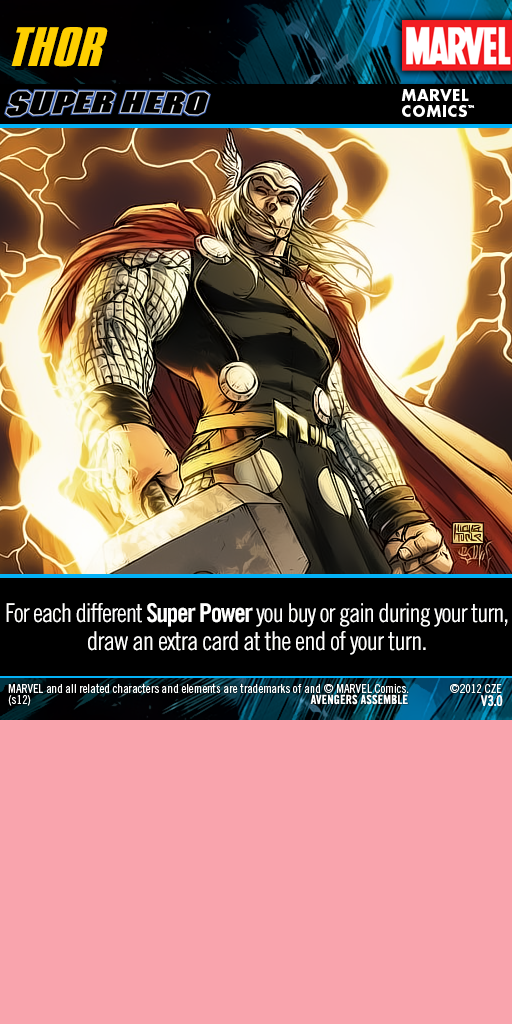 THOR
MARVEL
SUPER HERO
MARVEL
COMICS™
For each different Super Power you buy or gain during your turn,
draw an extra card at the end of your turn.
MARVEL and all related characters and elements are trademarks of and © MARVEL Comics.
©2012 CZE
(s12)
AVENGERS ASSEMBLE
V3.0